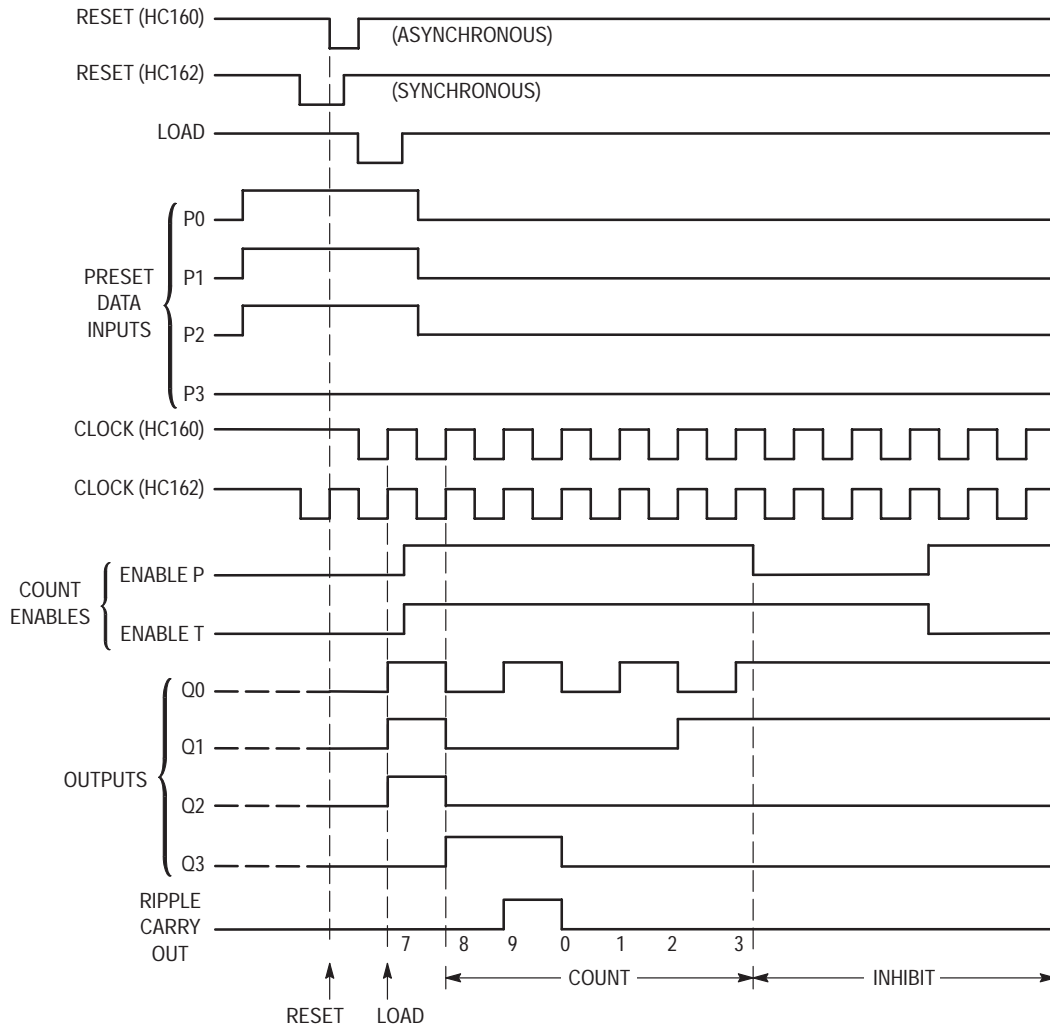 RESET (HC160)
(ASYNCHRONOUS)
RESET (HC162)
(SYNCHRONOUS)
LOAD
P0
P1
PRESET
DATA
INPUTS
P2
P3
CLOCK (HC160)
CLOCK (HC162)
ENABLE P
COUNT
ENABLES
ENABLE T
Q0
Q1
OUTPUTS
Q2
Q3
RIPPLE
CARRY
OUT
7 8 9 0 1 2 3
COUNT
INHIBIT
RESET LOAD